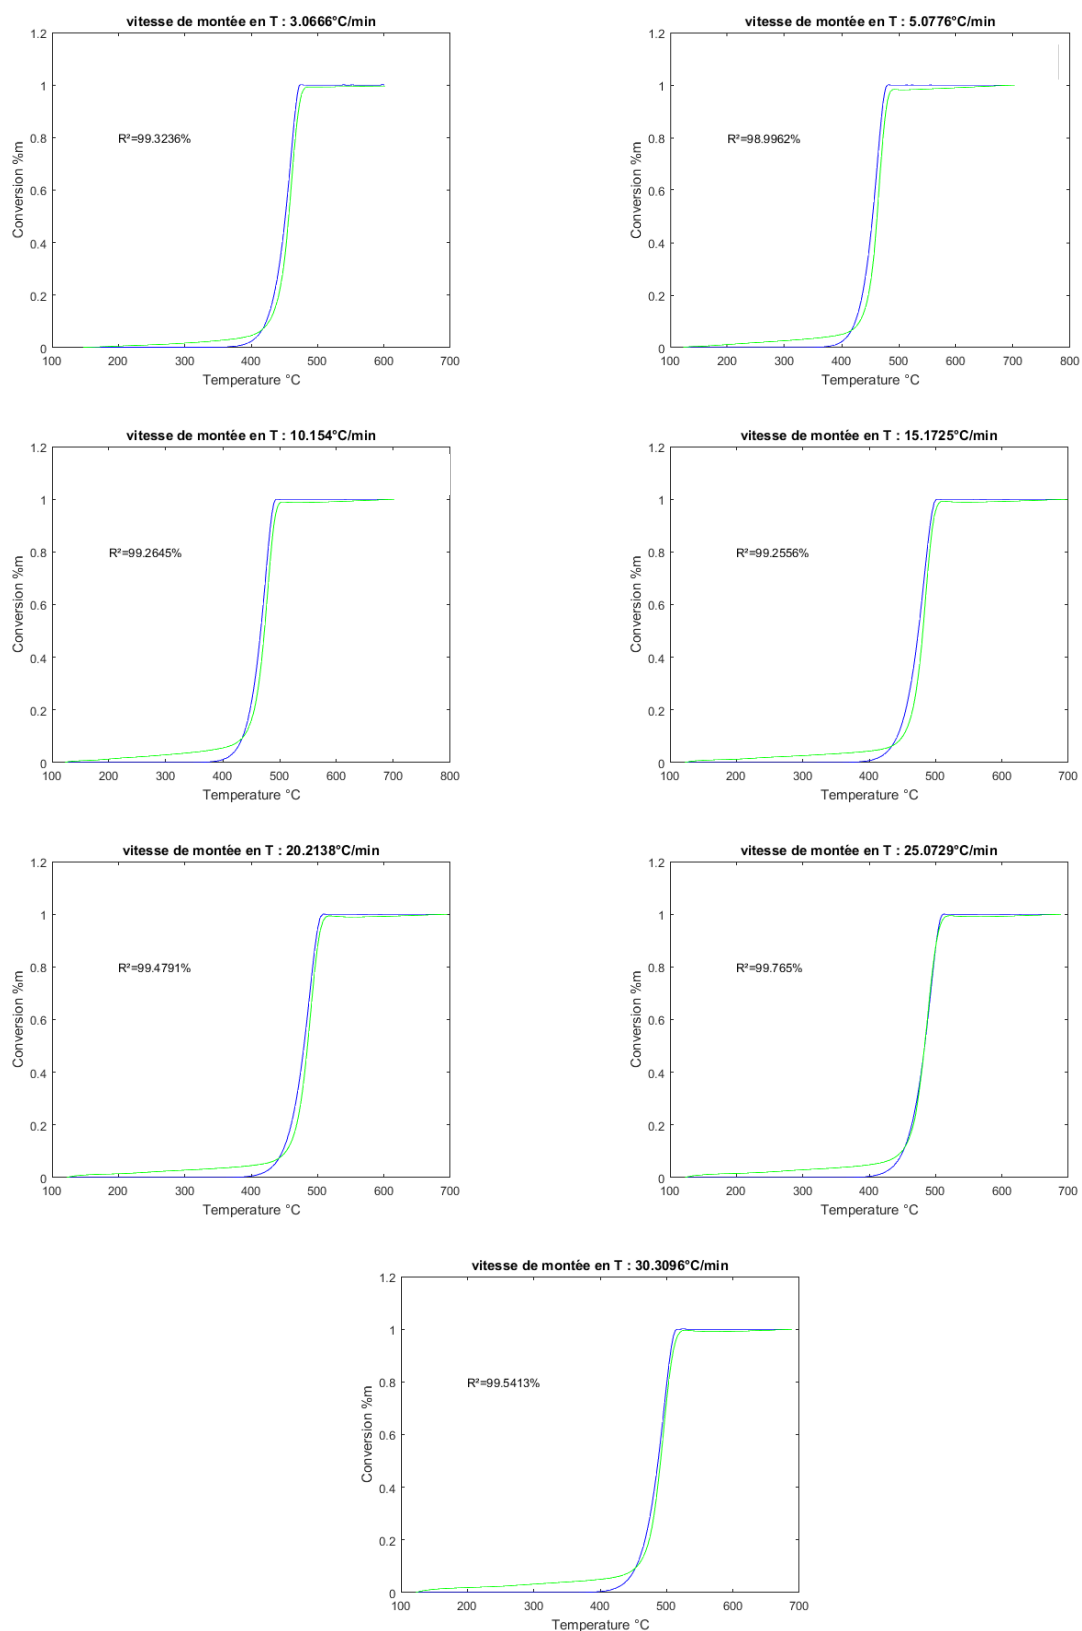 vitesse de montée en T : 3.0666°C/min
1.2
1
0.8
0.6
0.4
0.2
0
R²=99.3236%
Conversion %m
100 200 300 400 500 600 700
Temperature °C
vitesse de montée en T : 5.0776°C/min
1.2
1
0.8
0.6
0.4
0.2
0
R²=98.9962%
Conversion %m
100 200 300 400 500 600 700 800
Temperature °C
vitesse de montée en T : 10.154°C/min
1.2
1
0.8
0.6
0.4
0.2
0
R²=99.2645%
Conversion %m
100 200 300 400 500 600 700 800
Temperature °C
vitesse de montée en T : 15.1725°C/min
1.2
1
0.8
0.6
0.4
0.2
0
R²=99.2556%
Conversion %m
100 200 300 400 500 600 700
Temperature °C
vitesse de montée en T : 20.2138°C/min
1.2
1
0.8
0.6
0.4
0.2
0
R²=99.4791%
Conversion %m
100 200 300 400 500 600 700
Temperature °C
vitesse de montée en T : 25.0729°C/min
1.2
1
0.8
0.6
0.4
0.2
0
R²=99.765%
Conversion %m
100 200 300 400 500 600 700
Temperature °C
vitesse de montée en T : 30.3096°C/min
1.2
1
0.8
0.6
0.4
0.2
0
R²=99.5413%
Conversion %m
100 200 300 400 500 600 700
Temperature °C